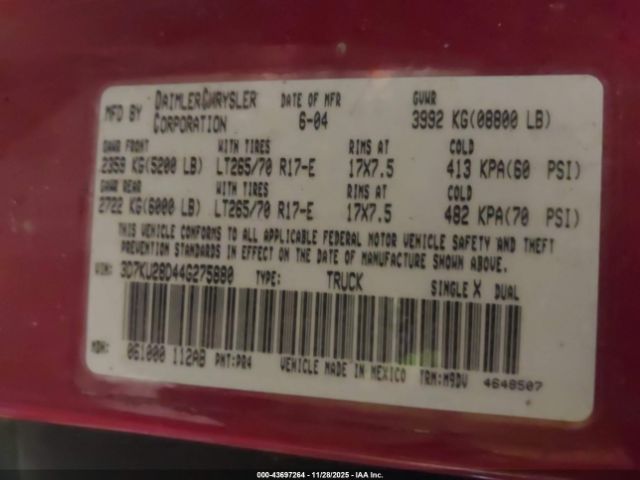 MFD BY DAIMLERCHRYSLER CORPORATION DATE OF MFR 6-04 GVWR 3992 KG(08800 LB)
GAWR FRONT WITH TIRES RIMS AT COLD
2359 KG(5200 LB) LT265/70 R17-E 17X7.5 413 KPA(60 PSI)
GAWR REAR WITH TIRES RIMS AT COLD
2722 KG(6000 LB) LT265/70 R17-E 17X7.5 482 KPA(70 PSI)
THIS VEHICLE CONFORMS TO ALL APPLICABLE FEDERAL MOTOR VEHICLE SAFETY AND THEFT
PREVENTION STANDARDS IN EFFECT ON THE DATE OF MANUFACTURE SHOWN ABOVE.
VIN: 3D7KU28D44G275880 TYPE: TRUCK SINGLE X DUAL
MDH: 061000 112AB PNT:PR4 VEHICLE MADE IN MEXICO TRM:M9DV 4648507
000-43697264 - 11/28/2025 - IAA Inc.